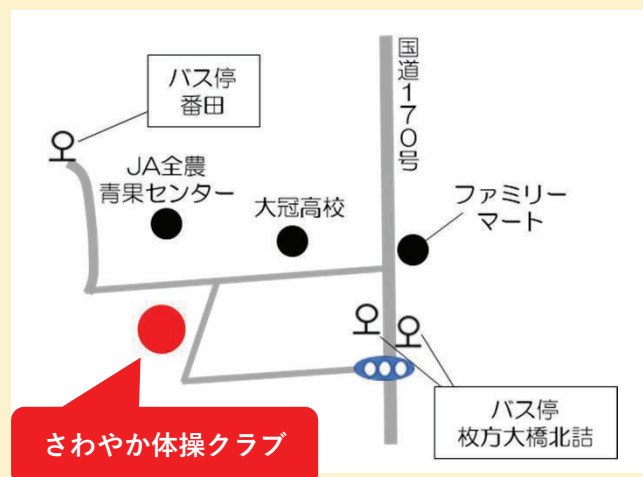 バス停
番田
国道170号
JA全農
青果センター
大冠高校
ファミリー
マート
バス停
枚方大橋北詰
さわやか体操クラブ